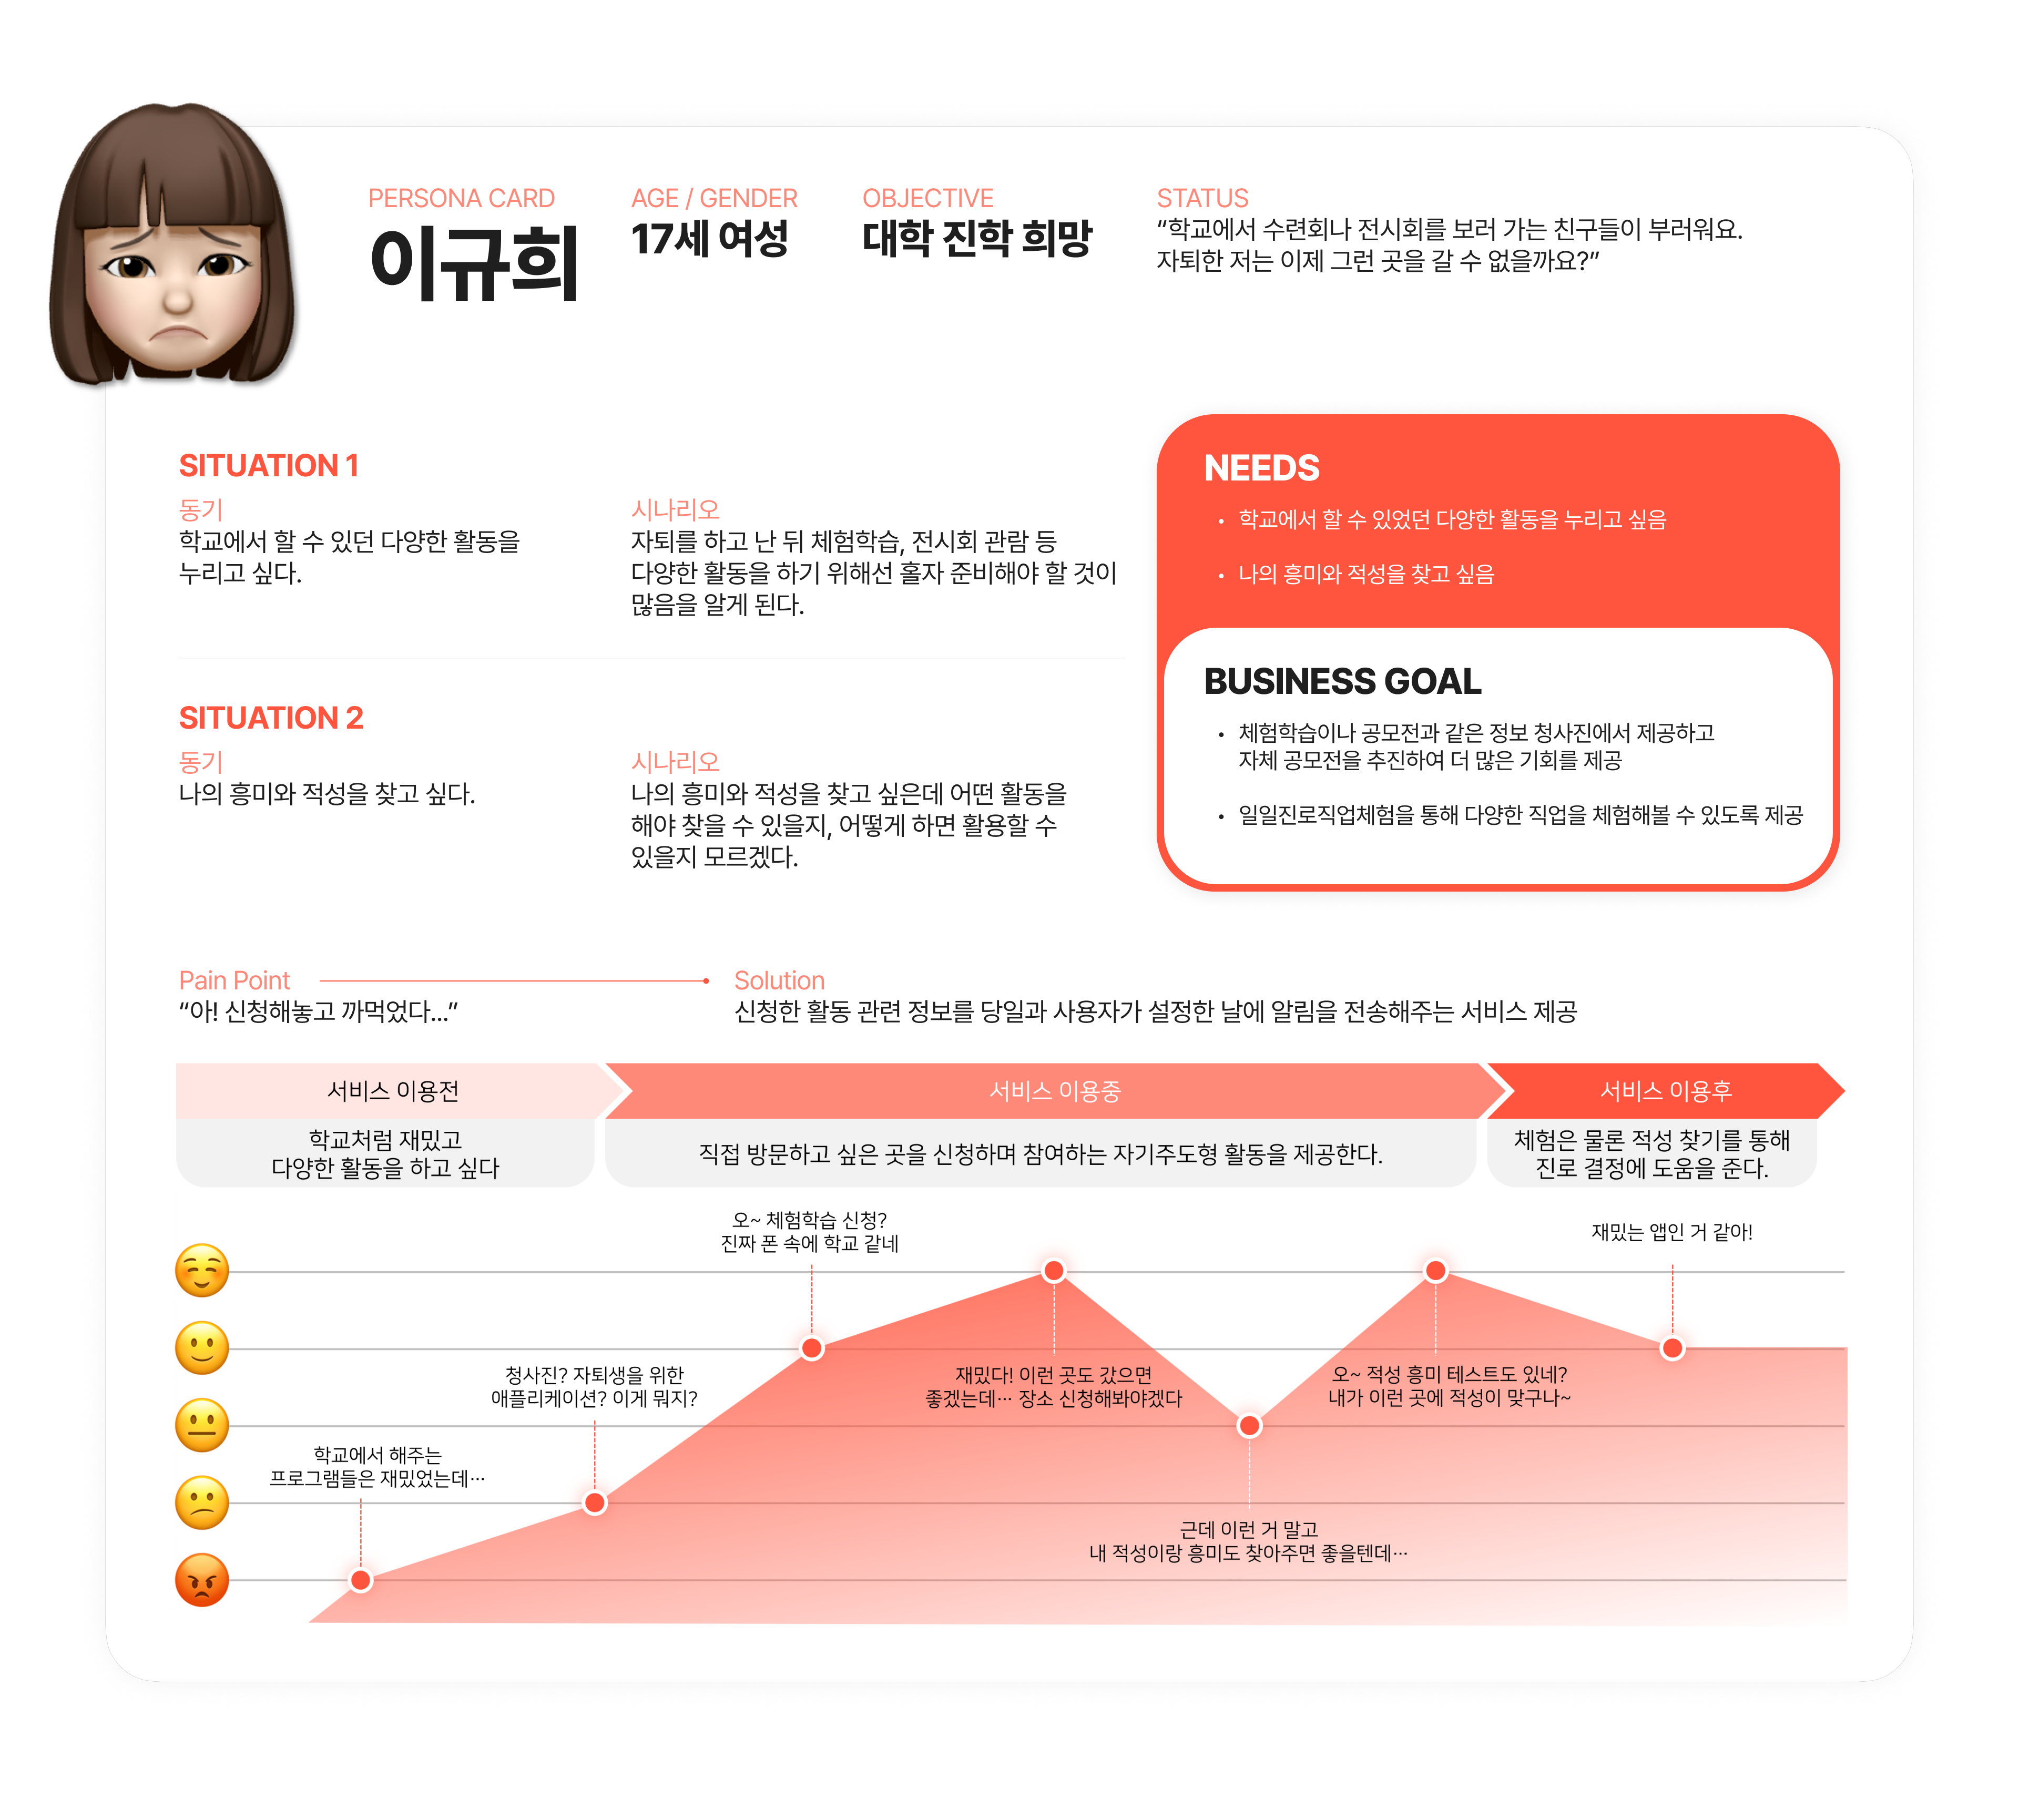 PERSONA CARD
이규희
AGE / GENDER
17세 여성
OBJECTIVE
대학 진학 희망
STATUS
“학교에서 수련회나 전시회를 보러 가는 친구들이 부러워요.
자퇴한 저는 이제 그런 곳을 갈 수 없을까요?”
SITUATION 1
동기
학교에서 할 수 있던 다양한 활동을
누리고 싶다.
시나리오
자퇴를 하고 난 뒤 체험학습, 전시회 관람 등
다양한 활동을 하기 위해선 홀자 준비해야 할 것이
많음을 알게 된다.
SITUATION 2
동기
나의 흥미와 적성을 찾고 싶다.
시나리오
나의 흥미와 적성을 찾고 싶은데 어떤 활동을
해야 찾을 수 있을지, 어떻게 하면 활용할 수
있을지 모르겠다.
NEEDS
• 학교에서 할 수 있었던 다양한 활동을 누리고 싶음
• 나의 흥미와 적성을 찾고 싶음
BUSINESS GOAL
• 체험학습이나 공모전과 같은 정보 청사진에서 제공하고
자체 공모전을 추진하여 더 많은 기회를 제공
• 일일진로직업체험을 통해 다양한 직업을 체험해볼 수 있도록 제공
Pain Point
“아! 신청해놓고 까먹었다...”
Solution
신청한 활동 관련 정보를 당일과 사용자가 설정한 날에 알림을 전송해주는 서비스 제공
서비스 이용전
학교처럼 재밌고
다양한 활동을 하고 싶다
서비스 이용중
직접 방문하고 싶은 곳을 신청하며 참여하는 자기주도형 활동을 제공한다.
서비스 이용후
체험은 물론 적성 찾기를 통해
진로 결정에 도움을 준다.
학교에서 해주는
프로그램들은 재밌었는데…
청사진? 자퇴생을 위한
애플리케이션? 이게 뭐지?
오~ 체험학습 신청?
진짜 폰 속에 학교 같네
재밌다! 이런 곳도 갔으면
좋겠는데… 장소 신청해봐야겠다
근데 이런 거 말고
내 적성이랑 흥미도 찾아주면 좋을텐데…
오~ 적성 흥미 테스트도 있네?
내가 이런 곳에 적성이 맞구나~
재밌는 앱인 거 같아!